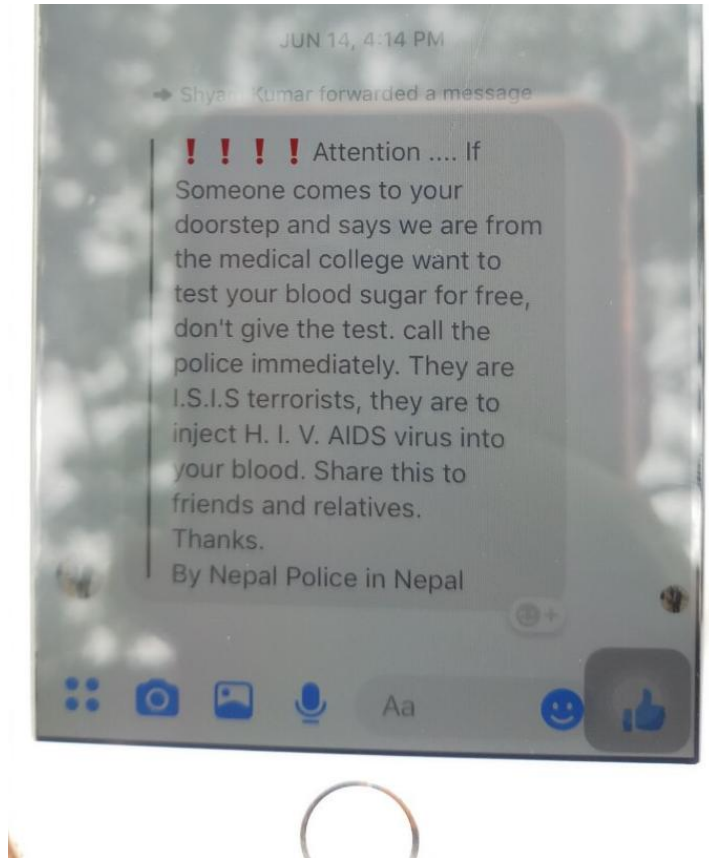 JUN 14, 4:14 PM
Shyam Kumar forwarded a message
❗❗❗❗ Attention .... If
Someone comes to your
doorstep and says we are from
the medical college want to
test your blood sugar for free,
don't give the test. call the
police immediately. They are
I.S.I.S terrorists, they are to
inject H. I. V. AIDS virus into
your blood. Share this to
friends and relatives.
Thanks.
By Nepal Police in Nepal
Aa